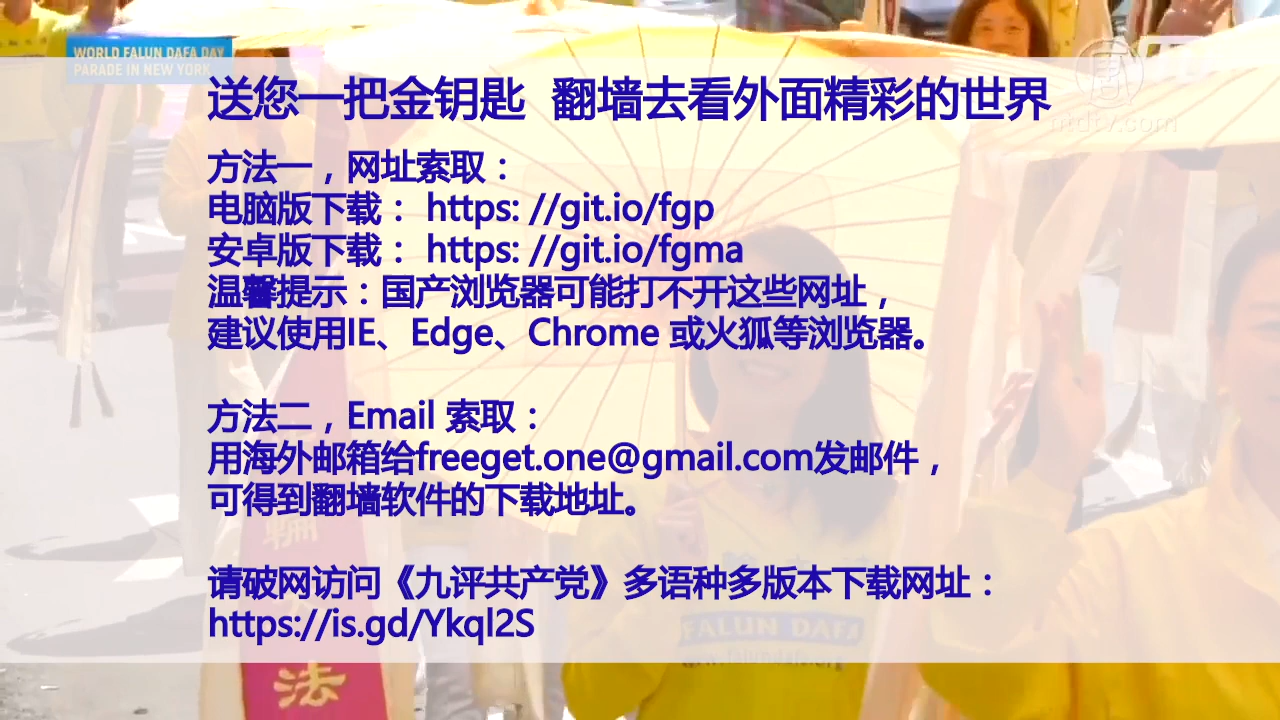 WORLD FALUN DAFA DAY
PARADE IN NEW YORK
ntdtv.com
送您一把金钥匙 翻墙去看外面精彩的世界
方法一，网址索取：
电脑版下载： https: //git.io/fgp
安卓版下载： https: //git.io/fgma
温馨提示：国产浏览器可能打不开这些网址，
建议使用IE、Edge、Chrome 或火狐等浏览器。
方法二，Email 索取：
用海外邮箱给freeget.one@gmail.com发邮件，
可得到翻墙软件的下载地址。
请破网访问《九评共产党》多语种多版本下载网址：
https://is.gd/Ykql2S
FALUN DAFA
www.falundafa.org
輪
法